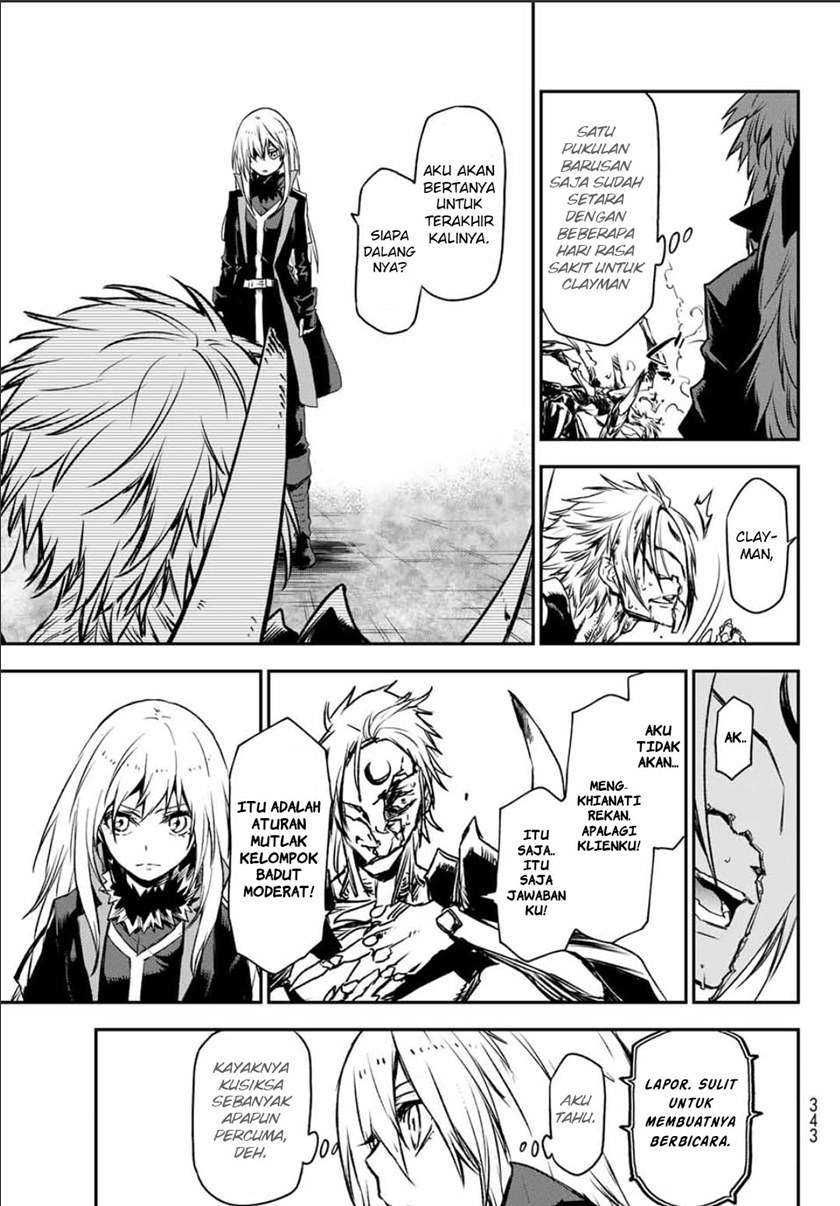 SATU
PUKULAN
BARUSAN
SAJA SUDAH
SETARA
DENGAN
BEBERAPA
HARI RASA
SAKIT UNTUK
CLAYMAN
CLAY-
MAN,
AKU AKAN
BERTANYA
UNTUK
TERAKHIR
KALINYA.
SIAPA
DALANG
NYA?
AK..
AKU
TIDAK
AKAN...
MENG-
KHIANATI
REKAN.
APALAGI
KLIENKU!
ITU
SAJA..
ITU
SAJA
JAWABAN
KU!
ITU ADALAH
ATURAN
MUTLAK
KELOMPOK
BADUT
MODERAT!
LAPOR. SULIT
UNTUK
MEMBUATNYA
BERBICARA.
AKU
TAHU.
KAYAKNYA
KUSIKSA
SEBANYAK
APAPUN
PERCUMA,
DEH.
343